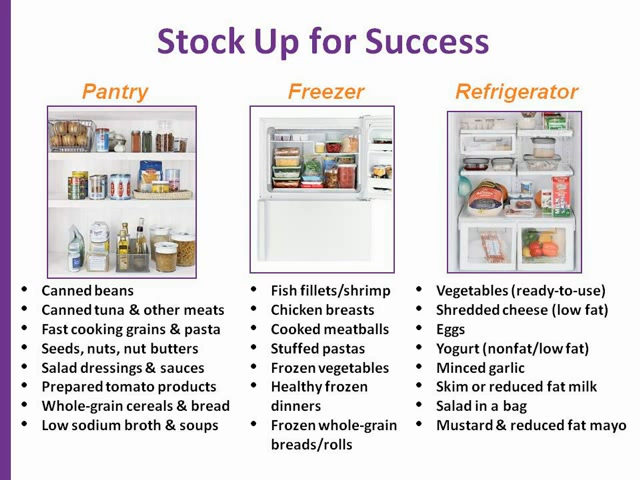 Stock Up for Success
Pantry
Freezer
Refrigerator
• Canned beans
• Canned tuna & other meats
• Fast cooking grains & pasta
• Seeds, nuts, nut butters
• Salad dressings & sauces
• Prepared tomato products
• Whole-grain cereals & bread
• Low sodium broth & soups
• Fish fillets/shrimp
• Chicken breasts
• Cooked meatballs
• Stuffed pastas
• Frozen vegetables
• Healthy frozen
dinners
• Frozen whole-grain
breads/rolls
• Vegetables (ready-to-use)
• Shredded cheese (low fat)
• Eggs
• Yogurt (nonfat/low fat)
• Minced garlic
• Skim or reduced fat milk
• Salad in a bag
• Mustard & reduced fat mayo